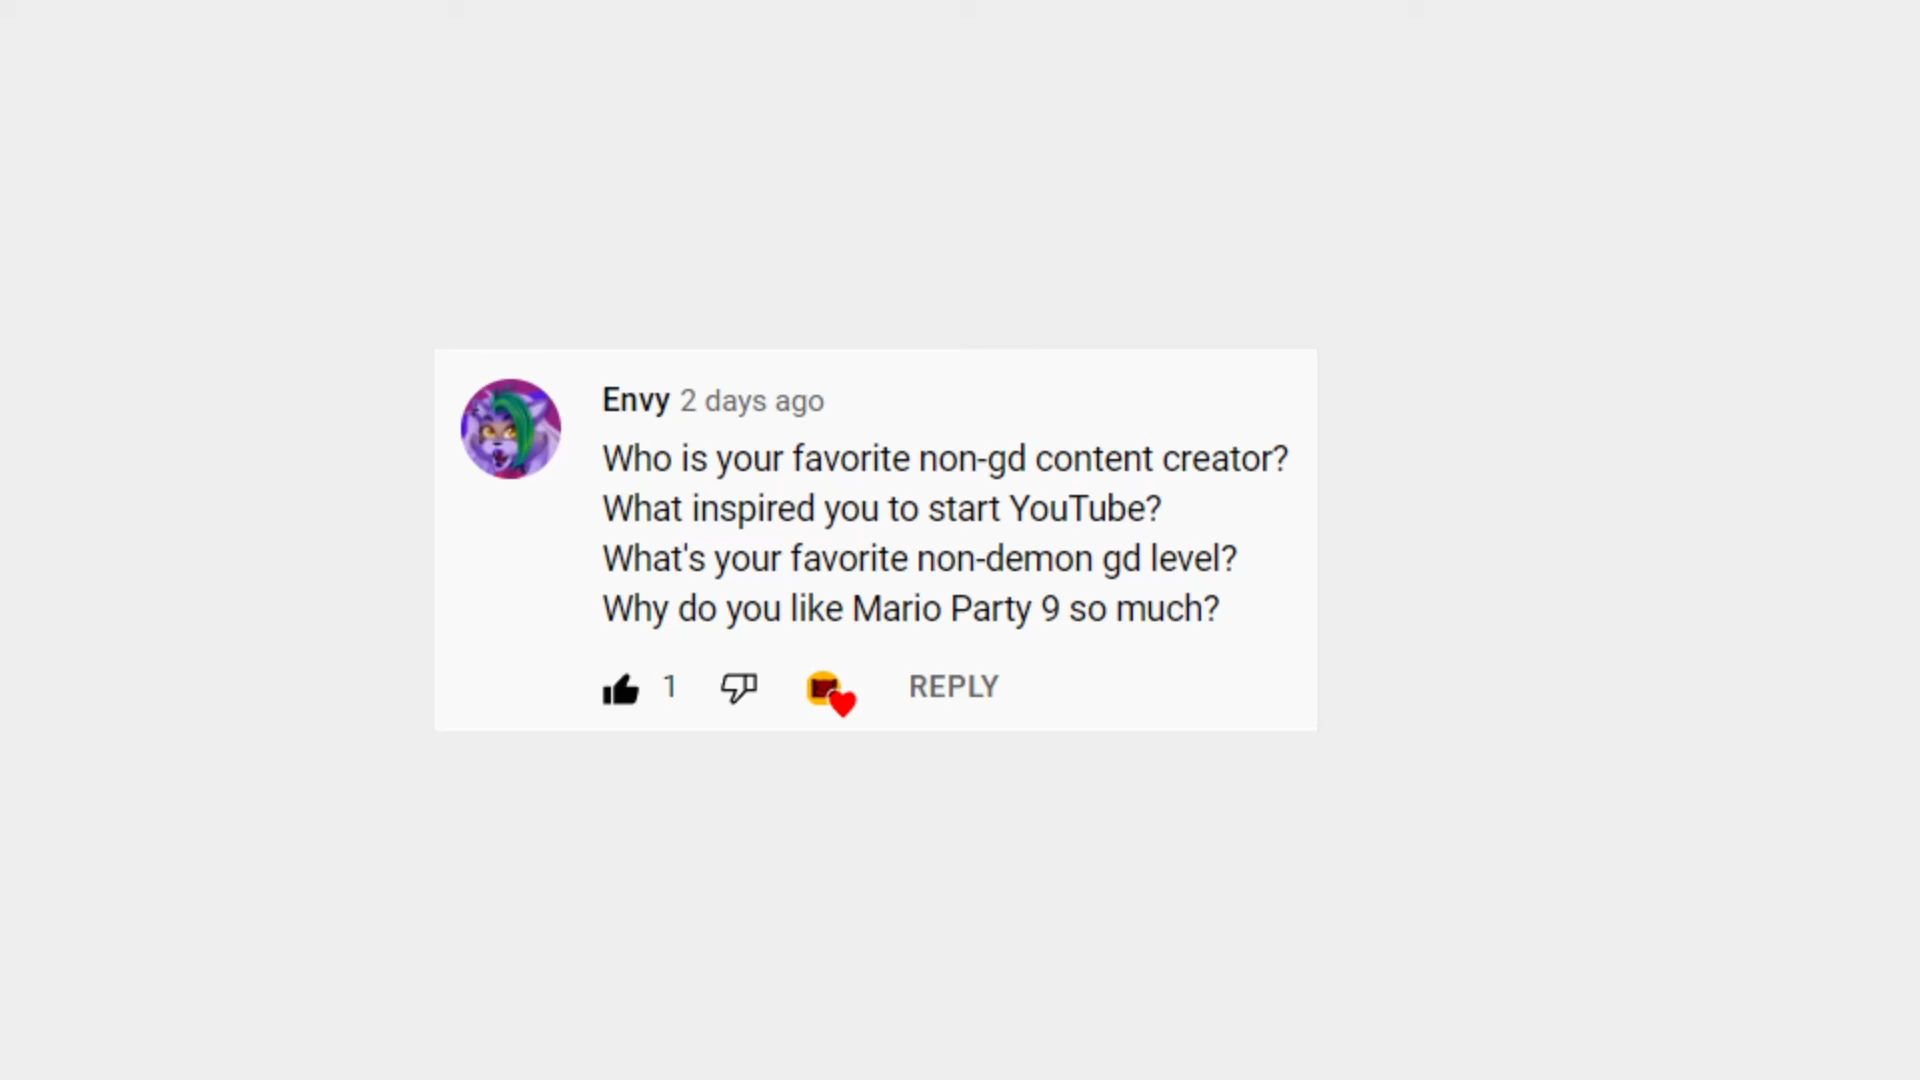 Envy 2 days ago
Who is your favorite non-gd content creator?
What inspired you to start YouTube?
What's your favorite non-demon gd level?
Why do you like Mario Party 9 so much?
1 REPLY